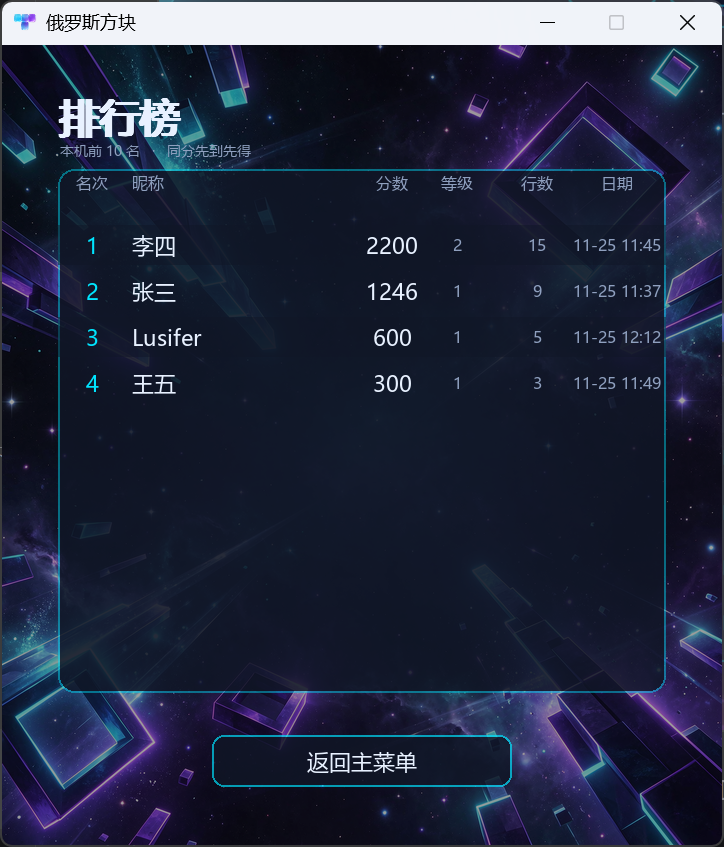 俄罗斯方块
排行榜
本机前 10 名 同分先到先得
名次 昵称 分数 等级 行数 日期
1 李四 2200 2 15 11-25 11:45
2 张三 1246 1 9 11-25 11:37
3 Lusifer 600 1 5 11-25 12:12
4 王五 300 1 3 11-25 11:49
返回主菜单